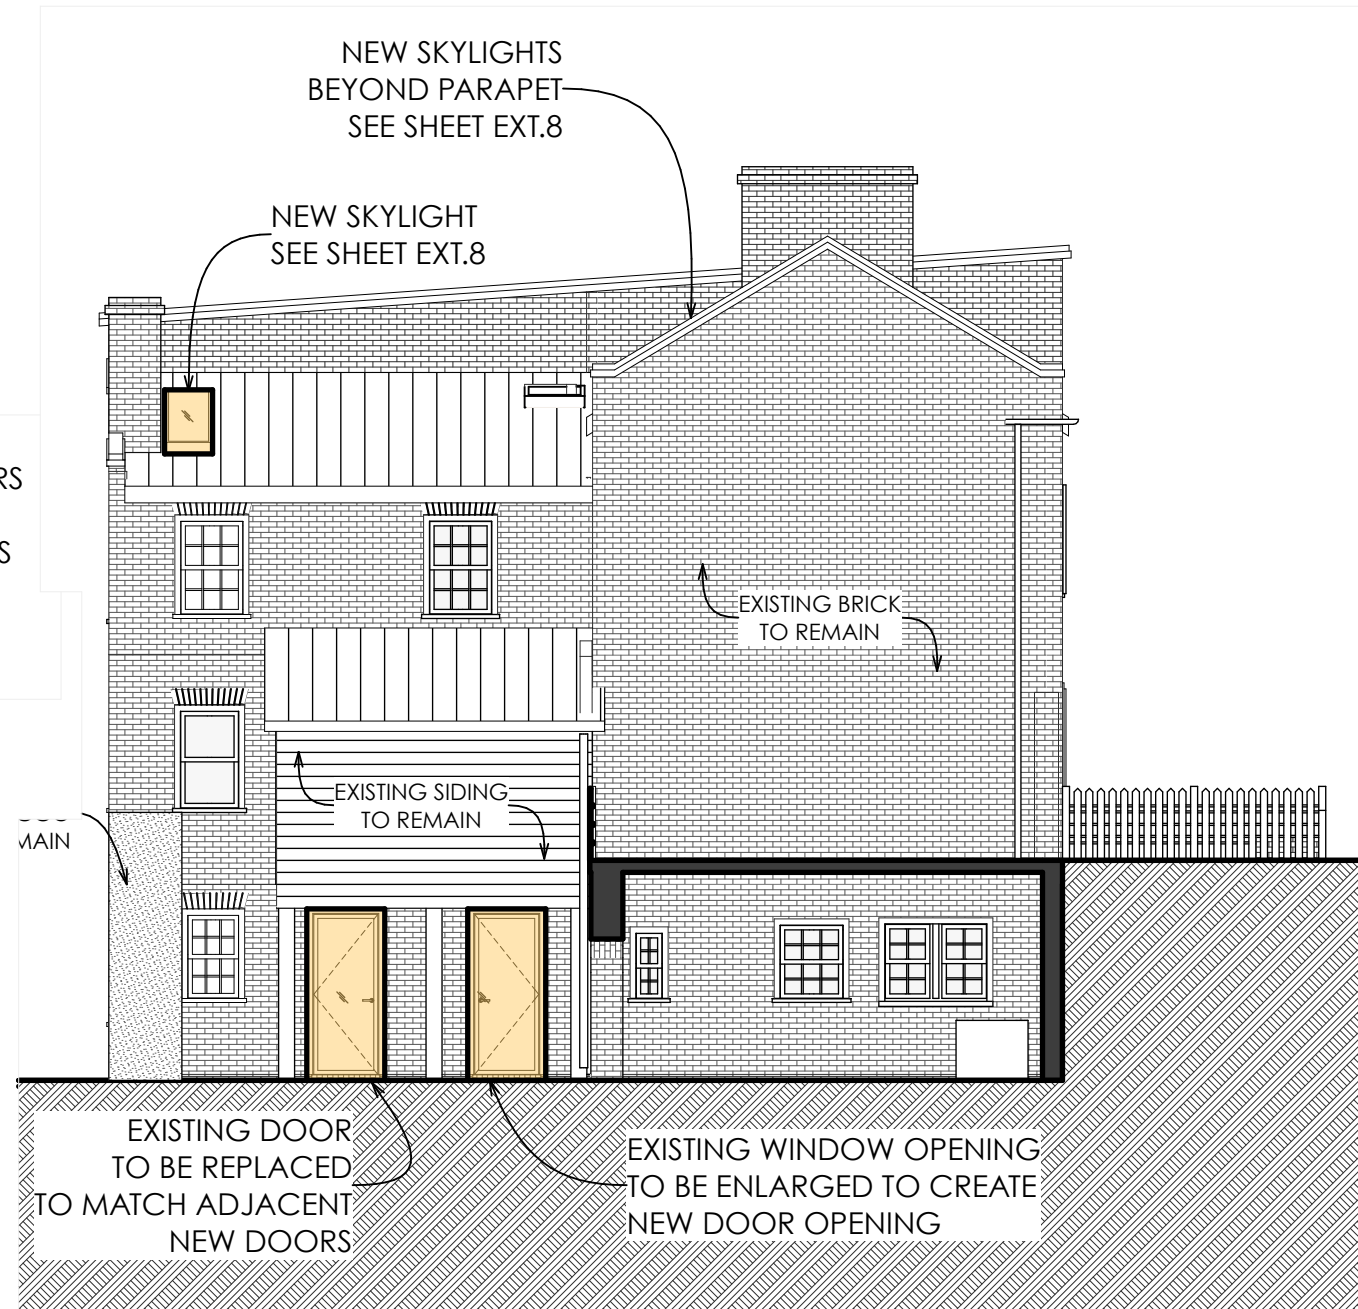 NEW SKYLIGHTS
BEYOND PARAPET
SEE SHEET EXT.8
NEW SKYLIGHT
SEE SHEET EXT.8
RS
S
EXISTING BRICK
TO REMAIN
EXISTING SIDING
TO REMAIN
MAIN
EXISTING DOOR
TO BE REPLACED
TO MATCH ADJACENT
NEW DOORS
EXISTING WINDOW OPENING
TO BE ENLARGED TO CREATE
NEW DOOR OPENING